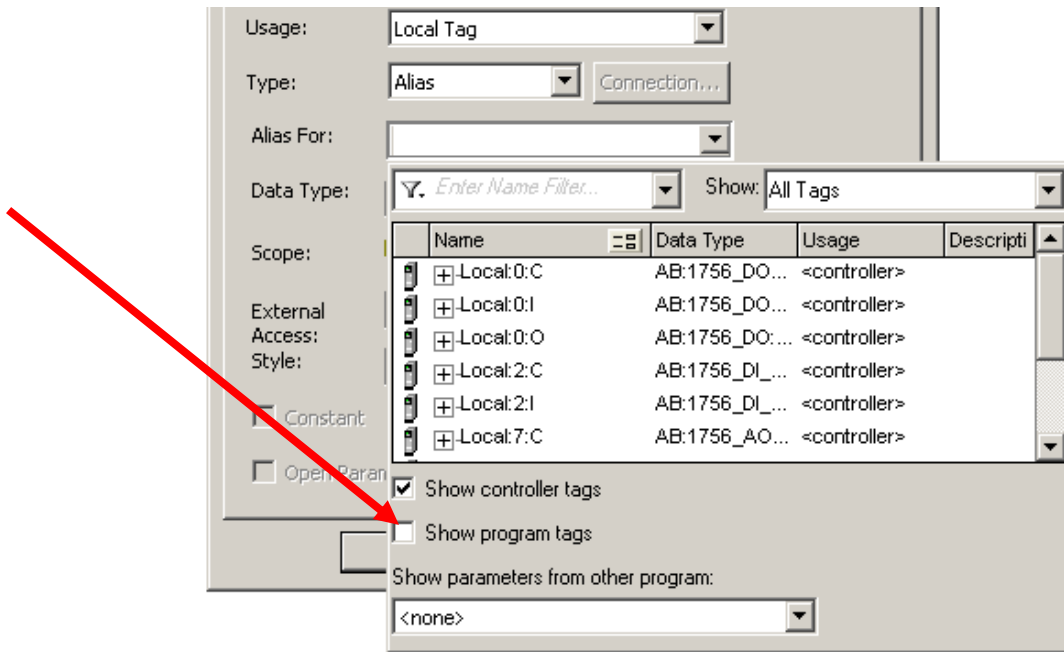 Usage: Local Tag
Type: Alias Connection...
Alias For:
Data Type: Enter Name Filter... Show: All Tags
Name Data Type Usage Descripti
Scope:
Local:0:C AB:1756_DO... <controller>
Local:0:I AB:1756_DO... <controller>
External Access:
Local:0:O AB:1756_DO:... <controller>
Style:
Local:2:C AB:1756_DI_... <controller>
Local:2:I AB:1756_DI_... <controller>
Constant
Local:7:C AB:1756_AO... <controller>
Open Paran
Show controller tags
Show program tags
Show parameters from other program:
<none>